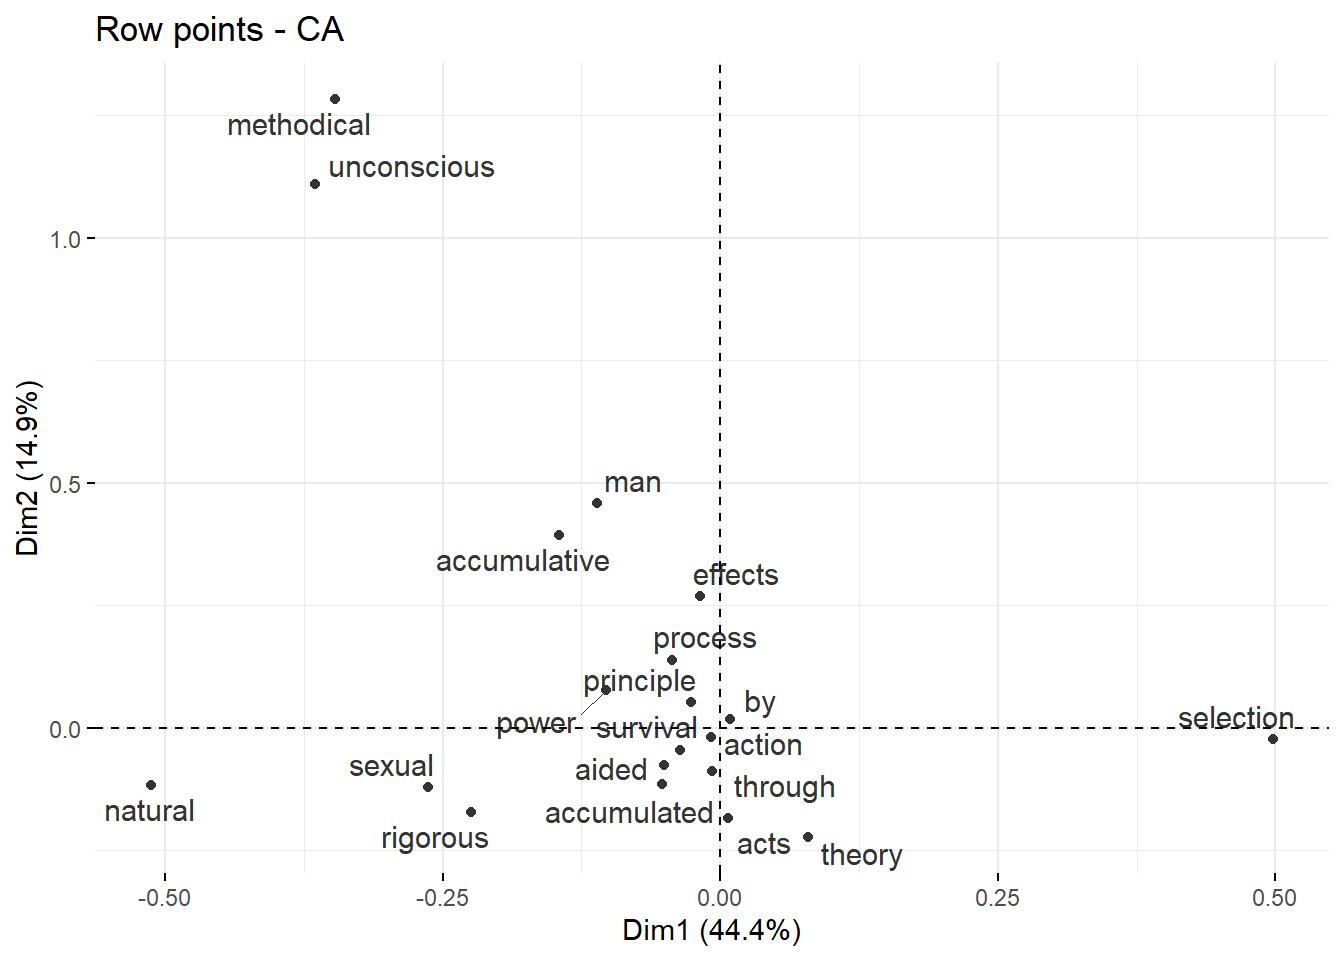 Row points - CA
methodical
unconscious
1.0
man
0.5
accumulative
effects
process
principle
by
power
survival
selection
0.0
action
sexual
aided
through
natural
accumulated
rigorous
acts
theory
-0.50
-0.25
0.00
0.25
0.50
Dim1 (44.4%)
Dim2 (14.9%)